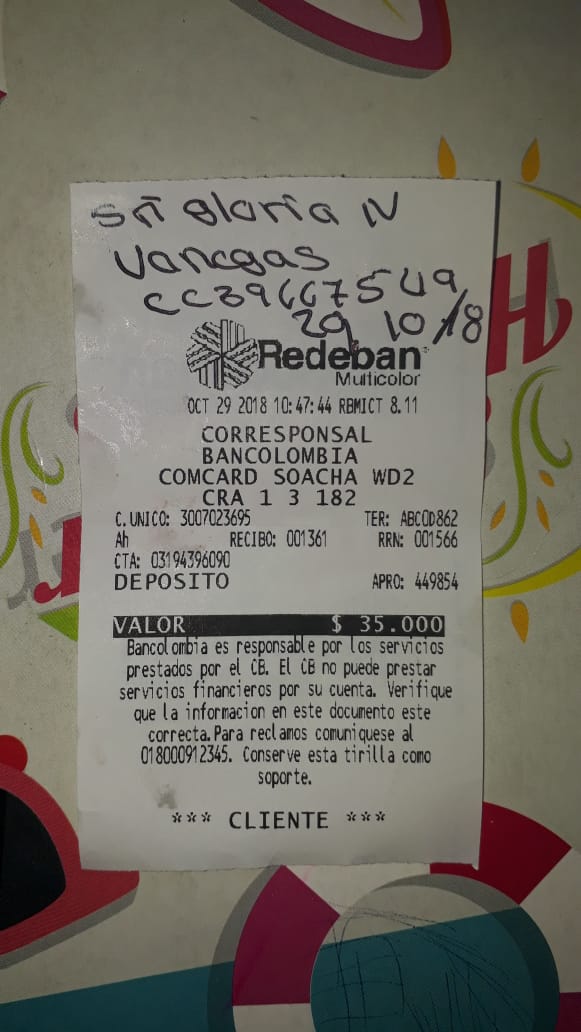 Sñ Gloria N
Vanegas
CC39667549
29/10/18
Redeban
Multicolor
OCT 29 2018 10:47:44 RBMICT 8.11
CORRESPONSAL
BANCOLOMBIA
COMCARD SOACHA WD2
CRA 1 3 182
C. UNICO: 3007023695 TER: ABCOD862
Ah RECIBO: 001361 RRN: 001566
CTA: 03194396090
DEPOSITO APRO: 449854
VALOR $ 35.000
Bancolombia es responsable por los servicios
prestados por el CB. El CB no puede prestar
servicios financieros por su cuenta. Verifique
que la informacion en este documento este
correcta. Para reclamos comuniquese al
018000912345. Conserve esta tirilla como
soporte.
*** CLIENTE ***